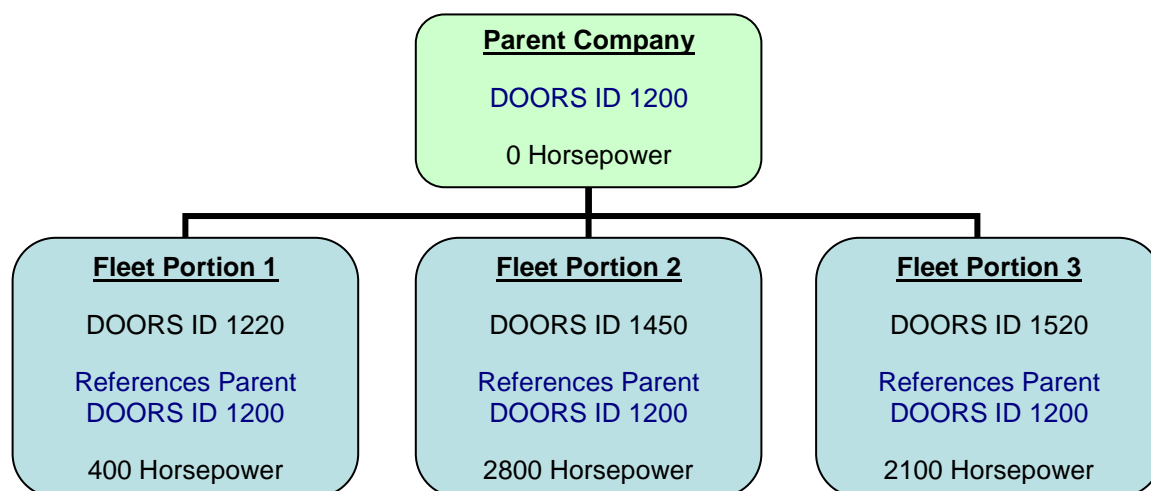 Parent Company
DOORS ID 1200
0 Horsepower
Fleet Portion 1
DOORS ID 1220
References Parent
DOORS ID 1200
400 Horsepower
Fleet Portion 2
DOORS ID 1450
References Parent
DOORS ID 1200
2800 Horsepower
Fleet Portion 3
DOORS ID 1520
References Parent
DOORS ID 1200
2100 Horsepower